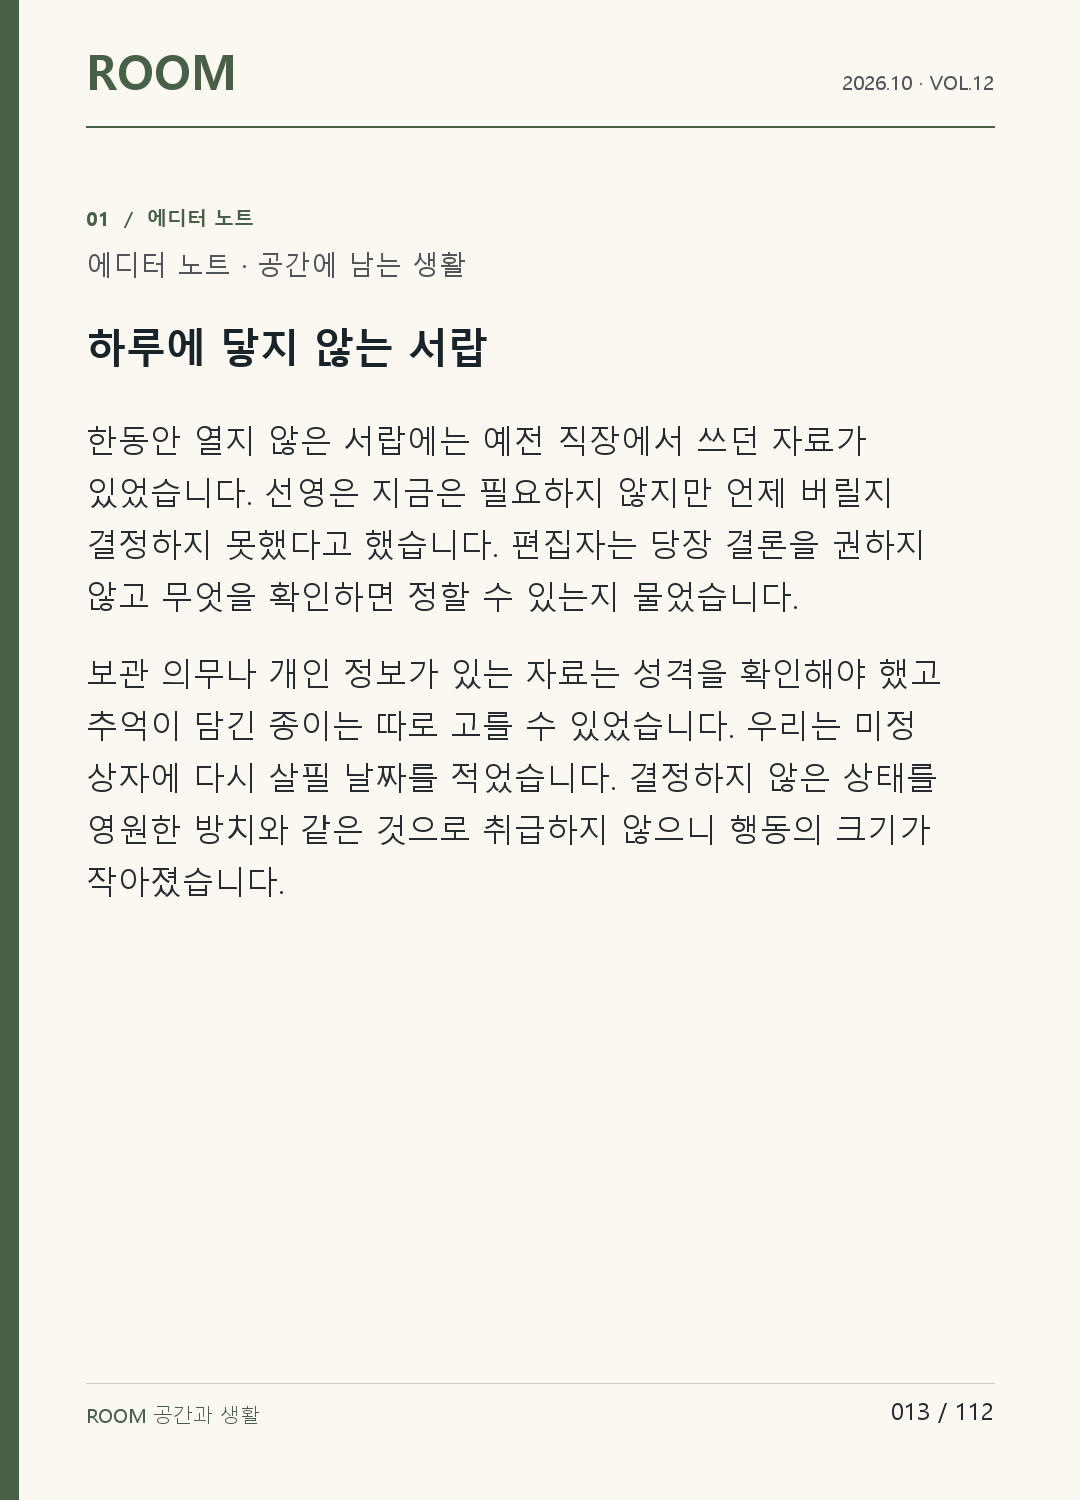 ROOM
2026.10 · VOL.12
01 / 에디터 노트
에디터 노트 · 공간에 남는 생활
하루에 닿지 않는 서랍
한동안 열지 않은 서랍에는 예전 직장에서 쓰던 자료가
있었습니다. 선영은 지금은 필요하지 않지만 언제 버릴지
결정하지 못했다고 했습니다. 편집자는 당장 결론을 권하지
않고 무엇을 확인하면 정할 수 있는지 물었습니다.
보관 의무나 개인 정보가 있는 자료는 성격을 확인해야 했고
추억이 담긴 종이는 따로 고를 수 있었습니다. 우리는 미정
상자에 다시 살필 날짜를 적었습니다. 결정하지 않은 상태를
영원한 방치와 같은 것으로 취급하지 않으니 행동의 크기가
작아졌습니다.
ROOM 공간과 생활
013 / 112